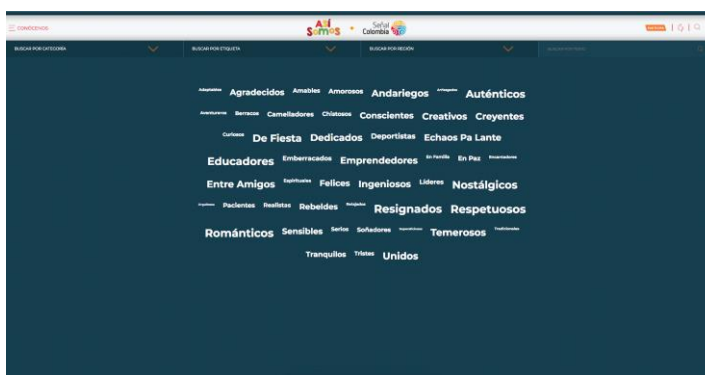 CONÓCENOS
Así Somos Señal Colombia
BUSCAR POR CATEGORÍA BUSCAR POR ETIQUETA BUSCAR POR REGIÓN
Adaptables Agradecidos Amables Amorosos Andariegos Arriesgados Auténticos
Aventureros Berracos Camelladores Chistosos Conscientes Creativos Creyentes
Curiosos De Fiesta Dedicados Deportistas Echaos Pa Lante
Educadores Emberracados Emprendedores En Familia En Paz Encantadores
Entre Amigos Espirituales Felices Ingeniosos Líderes Nostálgicos
Pacientes Realistas Rebeldes Relajados Resignados Respetuosos
Románticos Sensibles Serios Soñadores Temerosos Tradicionales
Tranquilos Tristes Unidos